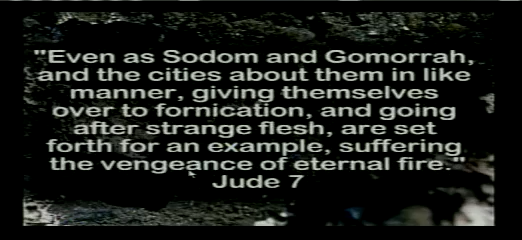 "Even as Sodom and Gomorrah,
and the cities about them in like
manner, giving themselves
over to fornication, and going
after strange flesh, are set
forth for an example, suffering
the vengeance of eternal fire."
Jude 7